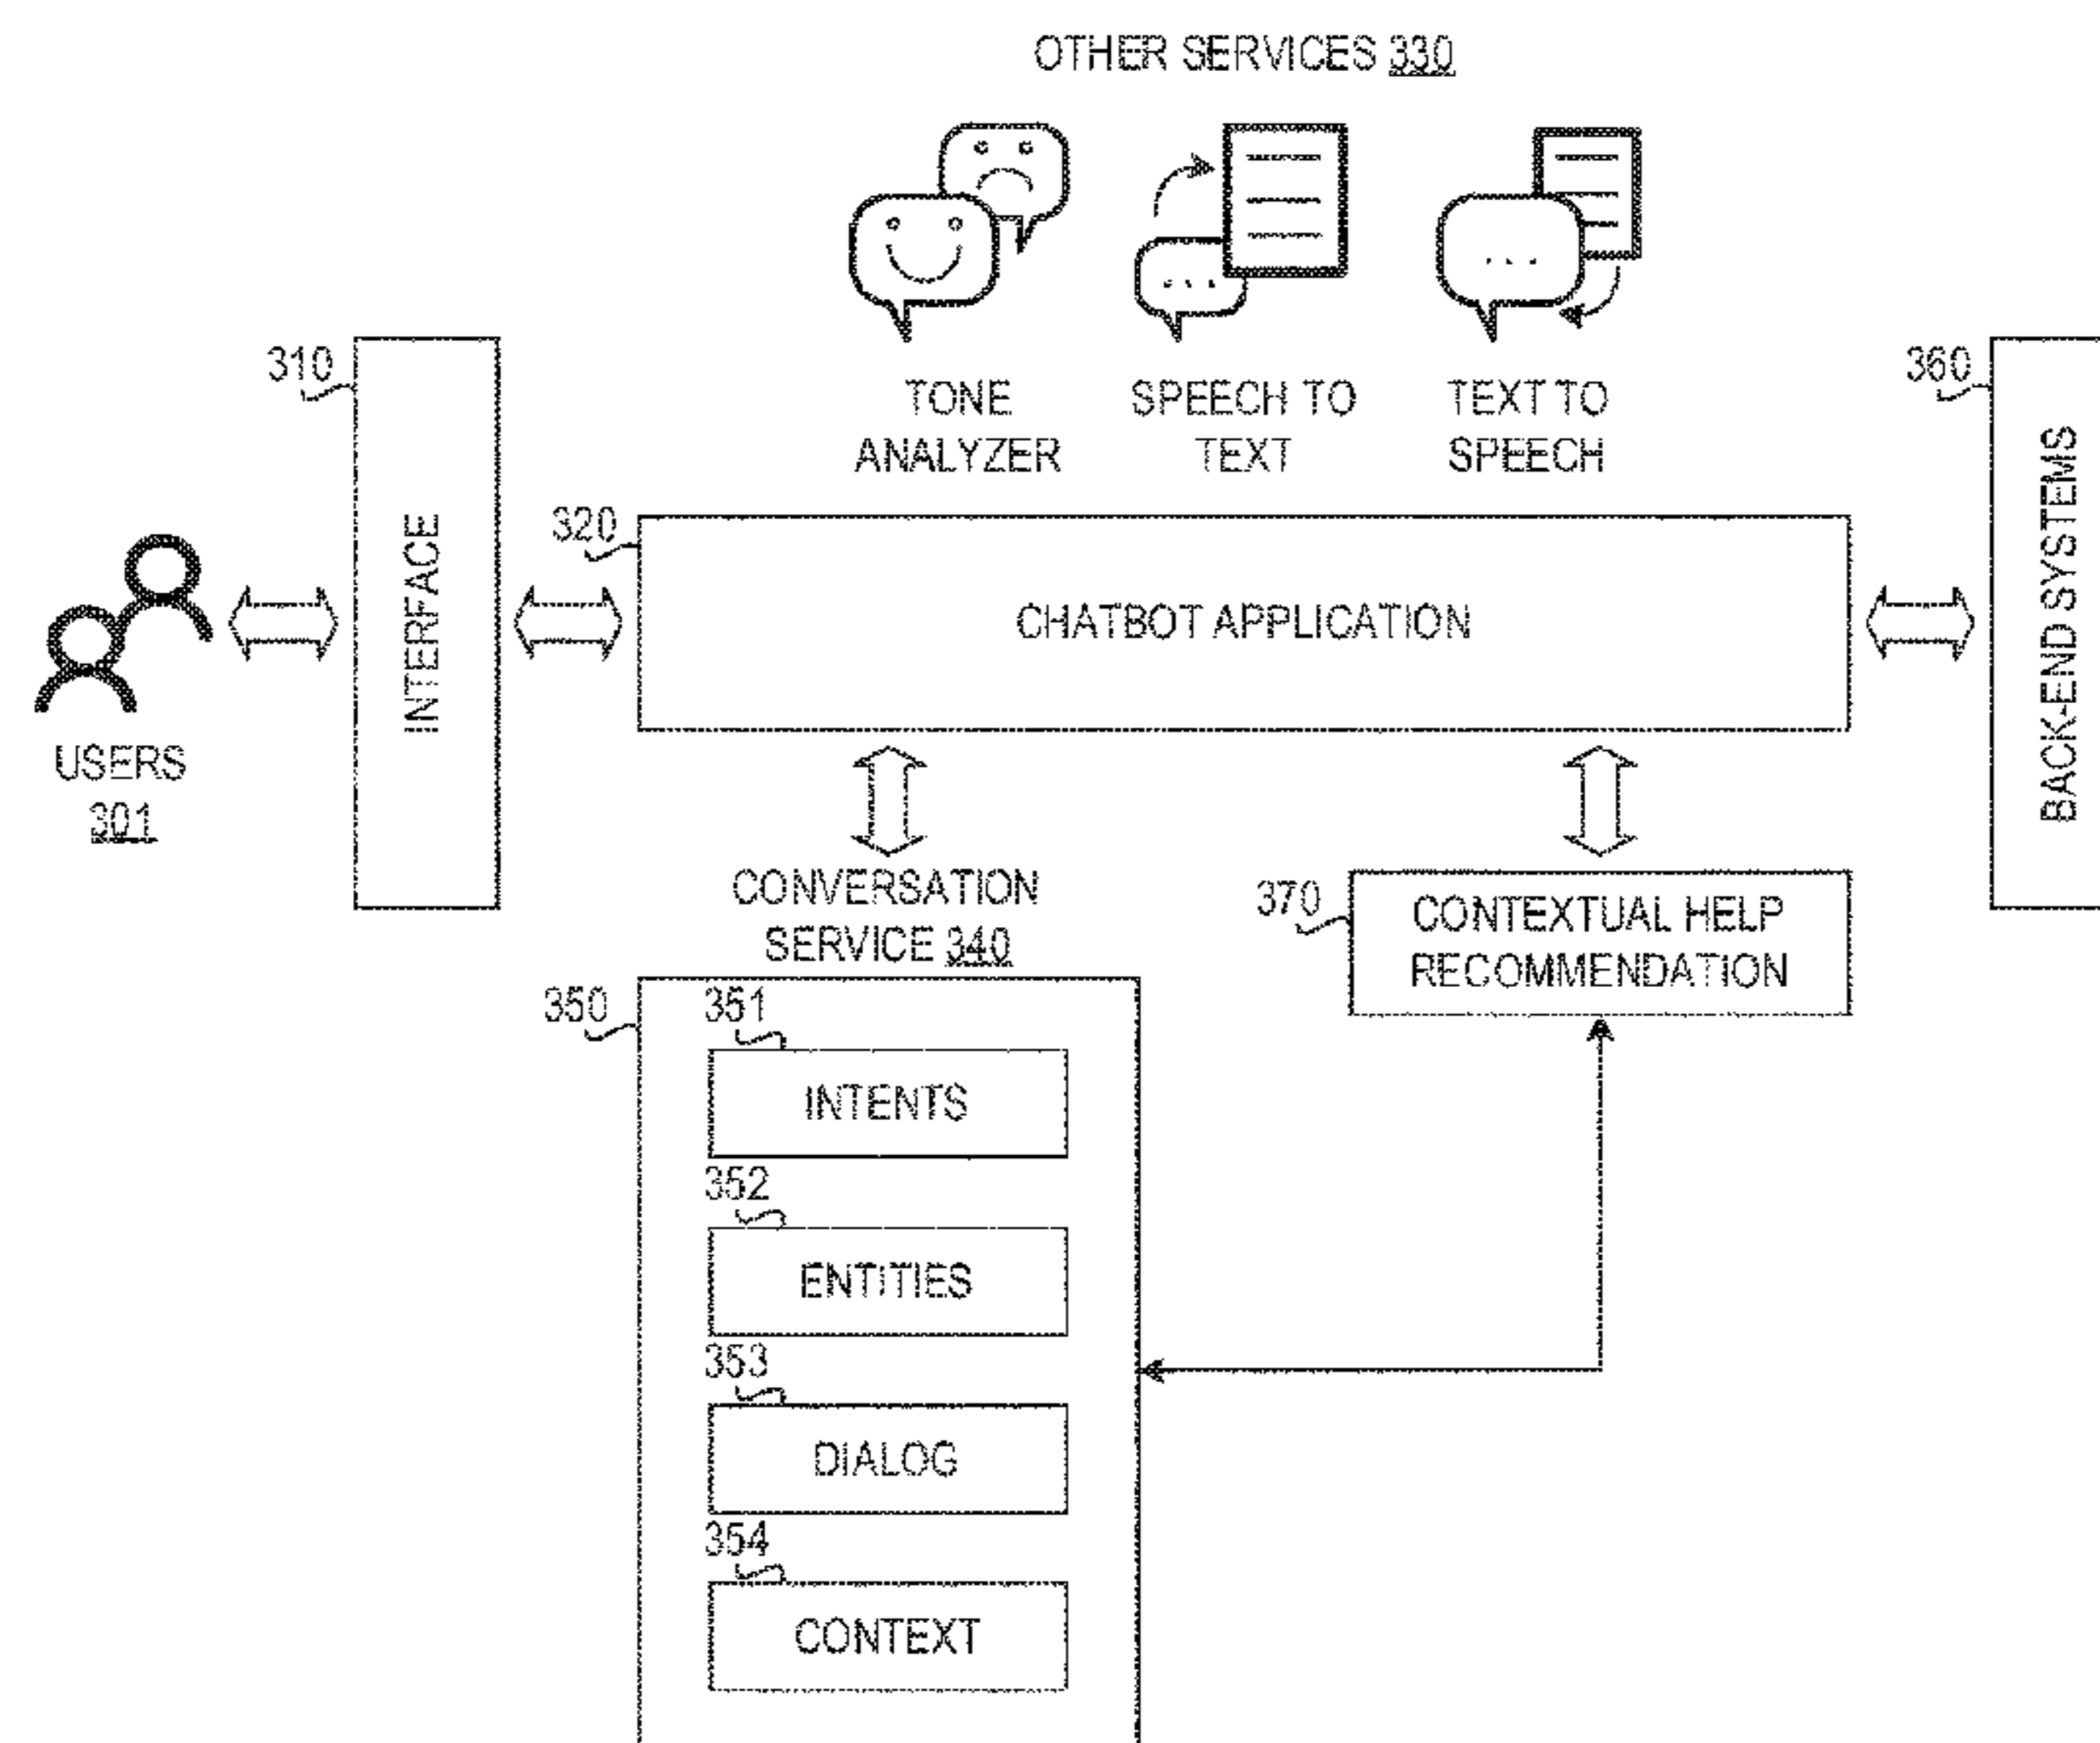 OTHER SERVICES 330
TONE
ANALYZER
SPEECH TO
TEXT
TEXT TO
SPEECH
310
INTERFACE
320
CHATBOT APPLICATION
360
BACK-END SYSTEMS
USERS
301
CONVERSATION
SERVICE 340
370
CONTEXTUAL HELP
RECOMMENDATION
350
351
INTENTS
352
ENTITIES
353
DIALOG
354
CONTEXT